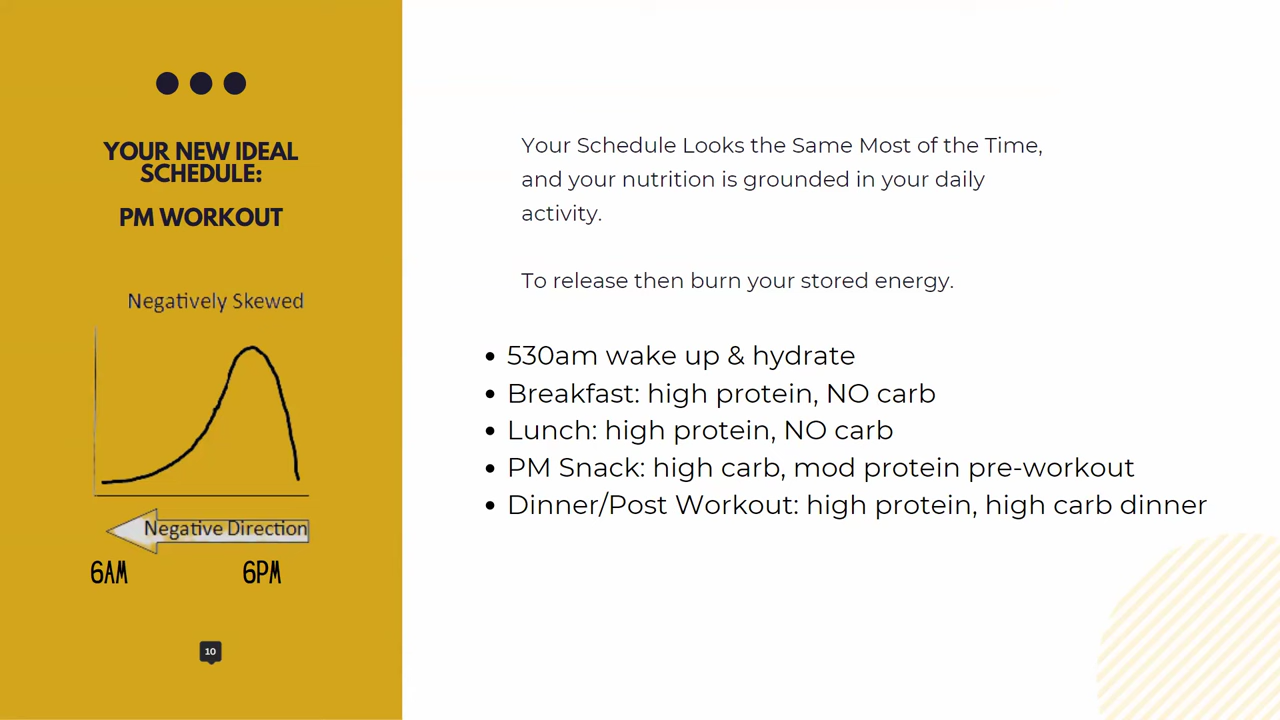 YOUR NEW IDEAL
SCHEDULE:
PM WORKOUT
Negatively Skewed
Negative Direction
6AM 6PM
10
Your Schedule Looks the Same Most of the Time,
and your nutrition is grounded in your daily
activity.
To release then burn your stored energy.
• 530am wake up & hydrate
• Breakfast: high protein, NO carb
• Lunch: high protein, NO carb
• PM Snack: high carb, mod protein pre-workout
• Dinner/Post Workout: high protein, high carb dinner